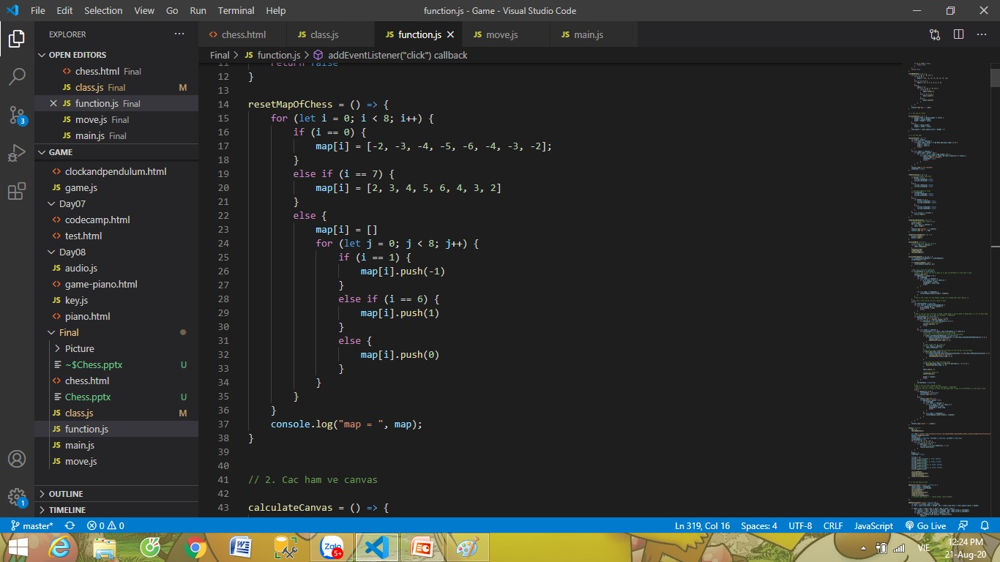 File Edit Selection View Go Run Terminal Help
function.js - Game - Visual Studio Code
EXPLORER
OPEN EDITORS
chess.html Final
JS class.js Final M
JS function.js Final
JS move.js Final
JS main.js Final
GAME
clockandpendulum.html
JS game.js
Day07
codecamp.html
test.html
Day08
JS audio.js
game-piano.html
JS key.js
piano.html
Final
Picture
~$Chess.pptx U
chess.html
Chess.pptx U
JS class.js M
JS function.js
JS main.js
JS move.js
OUTLINE
TIMELINE
3
1
chess.html
JS class.js
JS function.js
JS move.js
JS main.js
Final > JS function.js > addEventListener("click") callback
11 return false
12 }
13
14 resetMapOfChess = () => {
15 for (let i = 0; i < 8; i++) {
16 if (i == 0) {
17 map[i] = [-2, -3, -4, -5, -6, -4, -3, -2];
18 }
19 else if (i == 7) {
20 map[i] = [2, 3, 4, 5, 6, 4, 3, 2]
21 }
22 else {
23 map[i] = []
24 for (let j = 0; j < 8; j++) {
25 if (i == 1) {
26 map[i].push(-1)
27 }
28 else if (i == 6) {
29 map[i].push(1)
30 }
31 else {
32 map[i].push(0)
33 }
34 }
35 }
36 }
37 console.log("map = ", map);
38 }
39
40
41 // 2. Cac ham ve canvas
42
43 calculateCanvas = () => {
master* 0 0
Ln 319, Col 16 Spaces: 4 UTF-8 CRLF JavaScript Go Live
Zalo
5+
VIE
12:24 PM
21-Aug-20